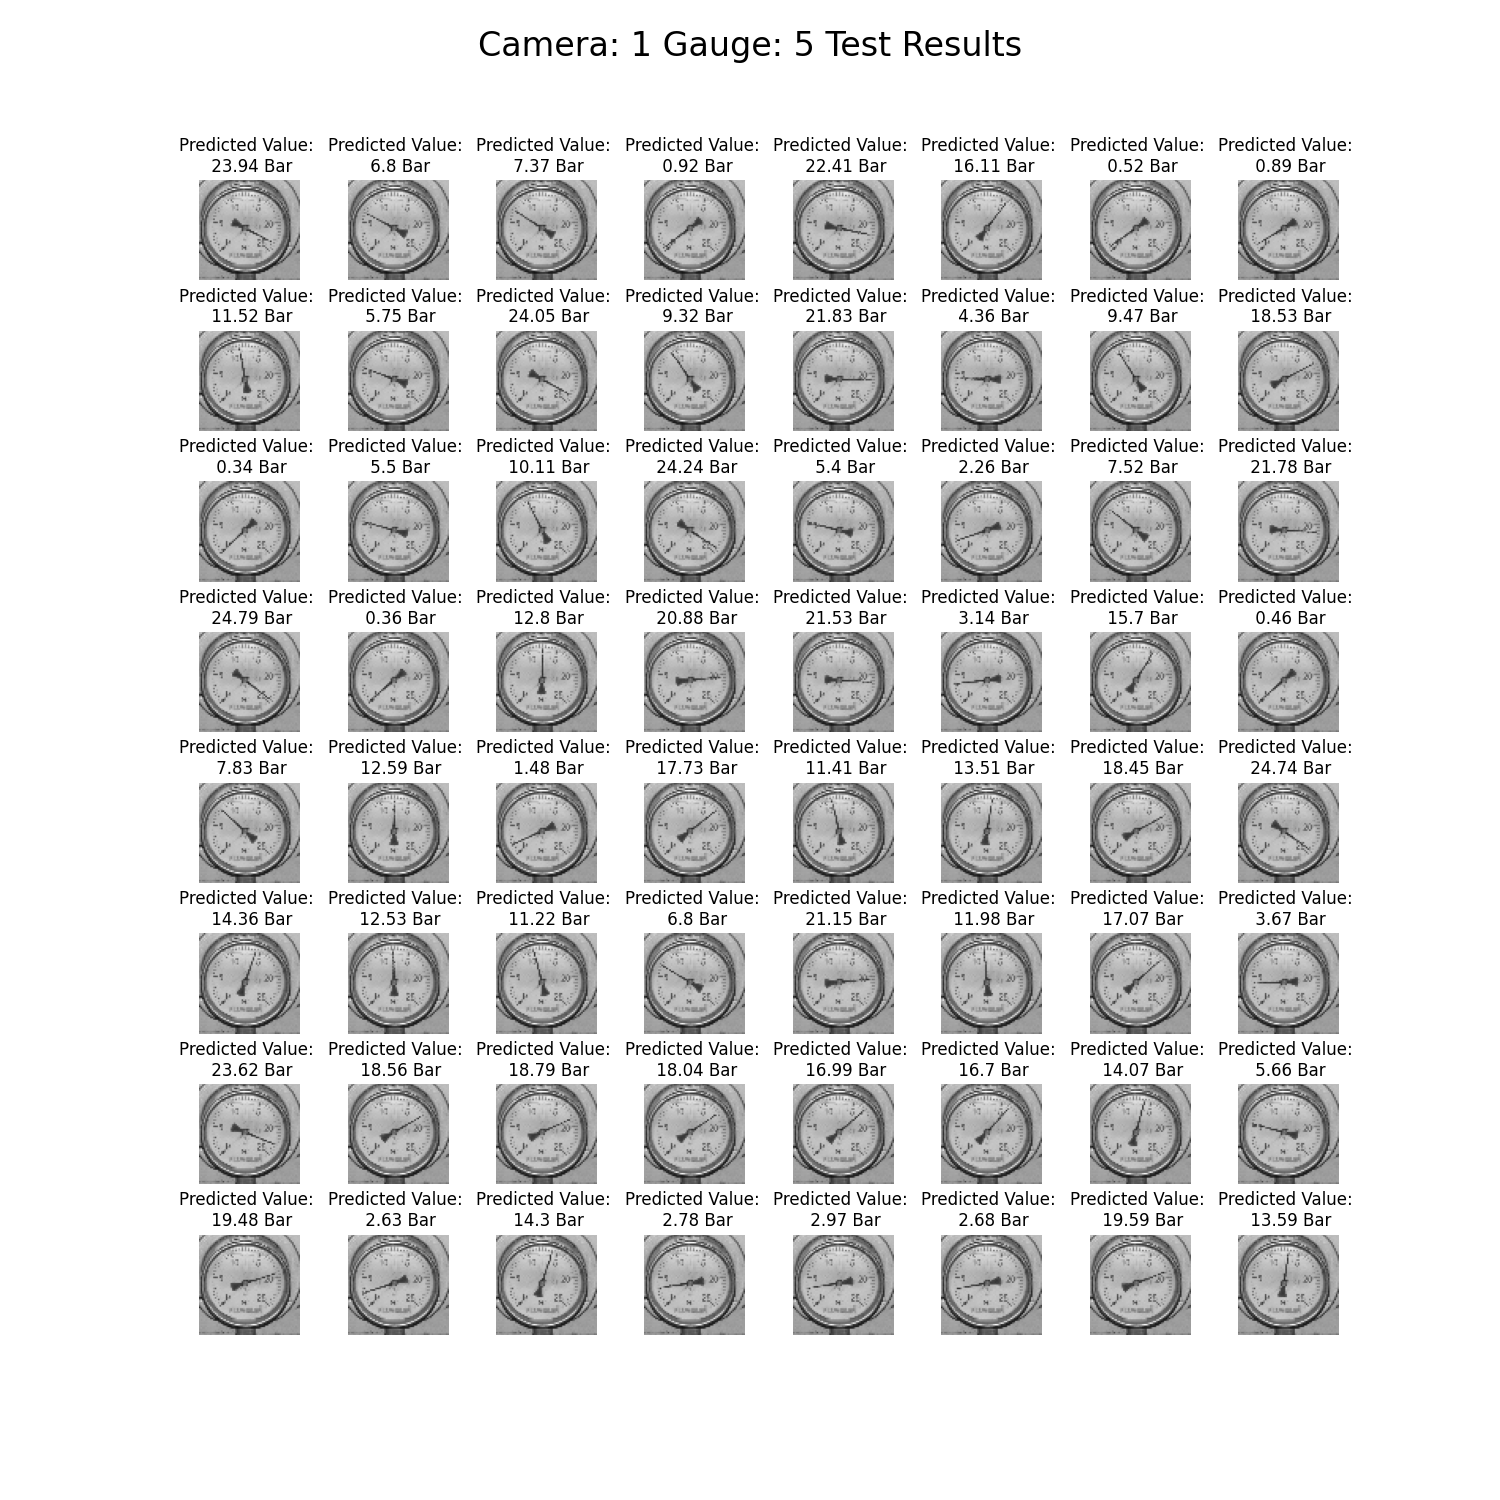 Camera: 1 Gauge: 5 Test Results
Predicted Value: Predicted Value: Predicted Value: Predicted Value: Predicted Value: Predicted Value: Predicted Value: Predicted Value:
23.94 Bar 6.8 Bar 7.37 Bar 0.92 Bar 22.41 Bar 16.11 Bar 0.52 Bar 0.89 Bar
Predicted Value: Predicted Value: Predicted Value: Predicted Value: Predicted Value: Predicted Value: Predicted Value: Predicted Value:
11.52 Bar 5.75 Bar 24.05 Bar 9.32 Bar 21.83 Bar 4.36 Bar 9.47 Bar 18.53 Bar
Predicted Value: Predicted Value: Predicted Value: Predicted Value: Predicted Value: Predicted Value: Predicted Value: Predicted Value:
0.34 Bar 5.5 Bar 10.11 Bar 24.24 Bar 5.4 Bar 2.26 Bar 7.52 Bar 21.78 Bar
Predicted Value: Predicted Value: Predicted Value: Predicted Value: Predicted Value: Predicted Value: Predicted Value: Predicted Value:
24.79 Bar 0.36 Bar 12.8 Bar 20.88 Bar 21.53 Bar 3.14 Bar 15.7 Bar 0.46 Bar
Predicted Value: Predicted Value: Predicted Value: Predicted Value: Predicted Value: Predicted Value: Predicted Value: Predicted Value:
7.83 Bar 12.59 Bar 1.48 Bar 17.73 Bar 11.41 Bar 13.51 Bar 18.45 Bar 24.74 Bar
Predicted Value: Predicted Value: Predicted Value: Predicted Value: Predicted Value: Predicted Value: Predicted Value: Predicted Value:
14.36 Bar 12.53 Bar 11.22 Bar 6.8 Bar 21.15 Bar 11.98 Bar 17.07 Bar 3.67 Bar
Predicted Value: Predicted Value: Predicted Value: Predicted Value: Predicted Value: Predicted Value: Predicted Value: Predicted Value:
23.62 Bar 18.56 Bar 18.79 Bar 18.04 Bar 16.99 Bar 16.7 Bar 14.07 Bar 5.66 Bar
Predicted Value: Predicted Value: Predicted Value: Predicted Value: Predicted Value: Predicted Value: Predicted Value: Predicted Value:
19.48 Bar 2.63 Bar 14.3 Bar 2.78 Bar 2.97 Bar 2.68 Bar 19.59 Bar 13.59 Bar